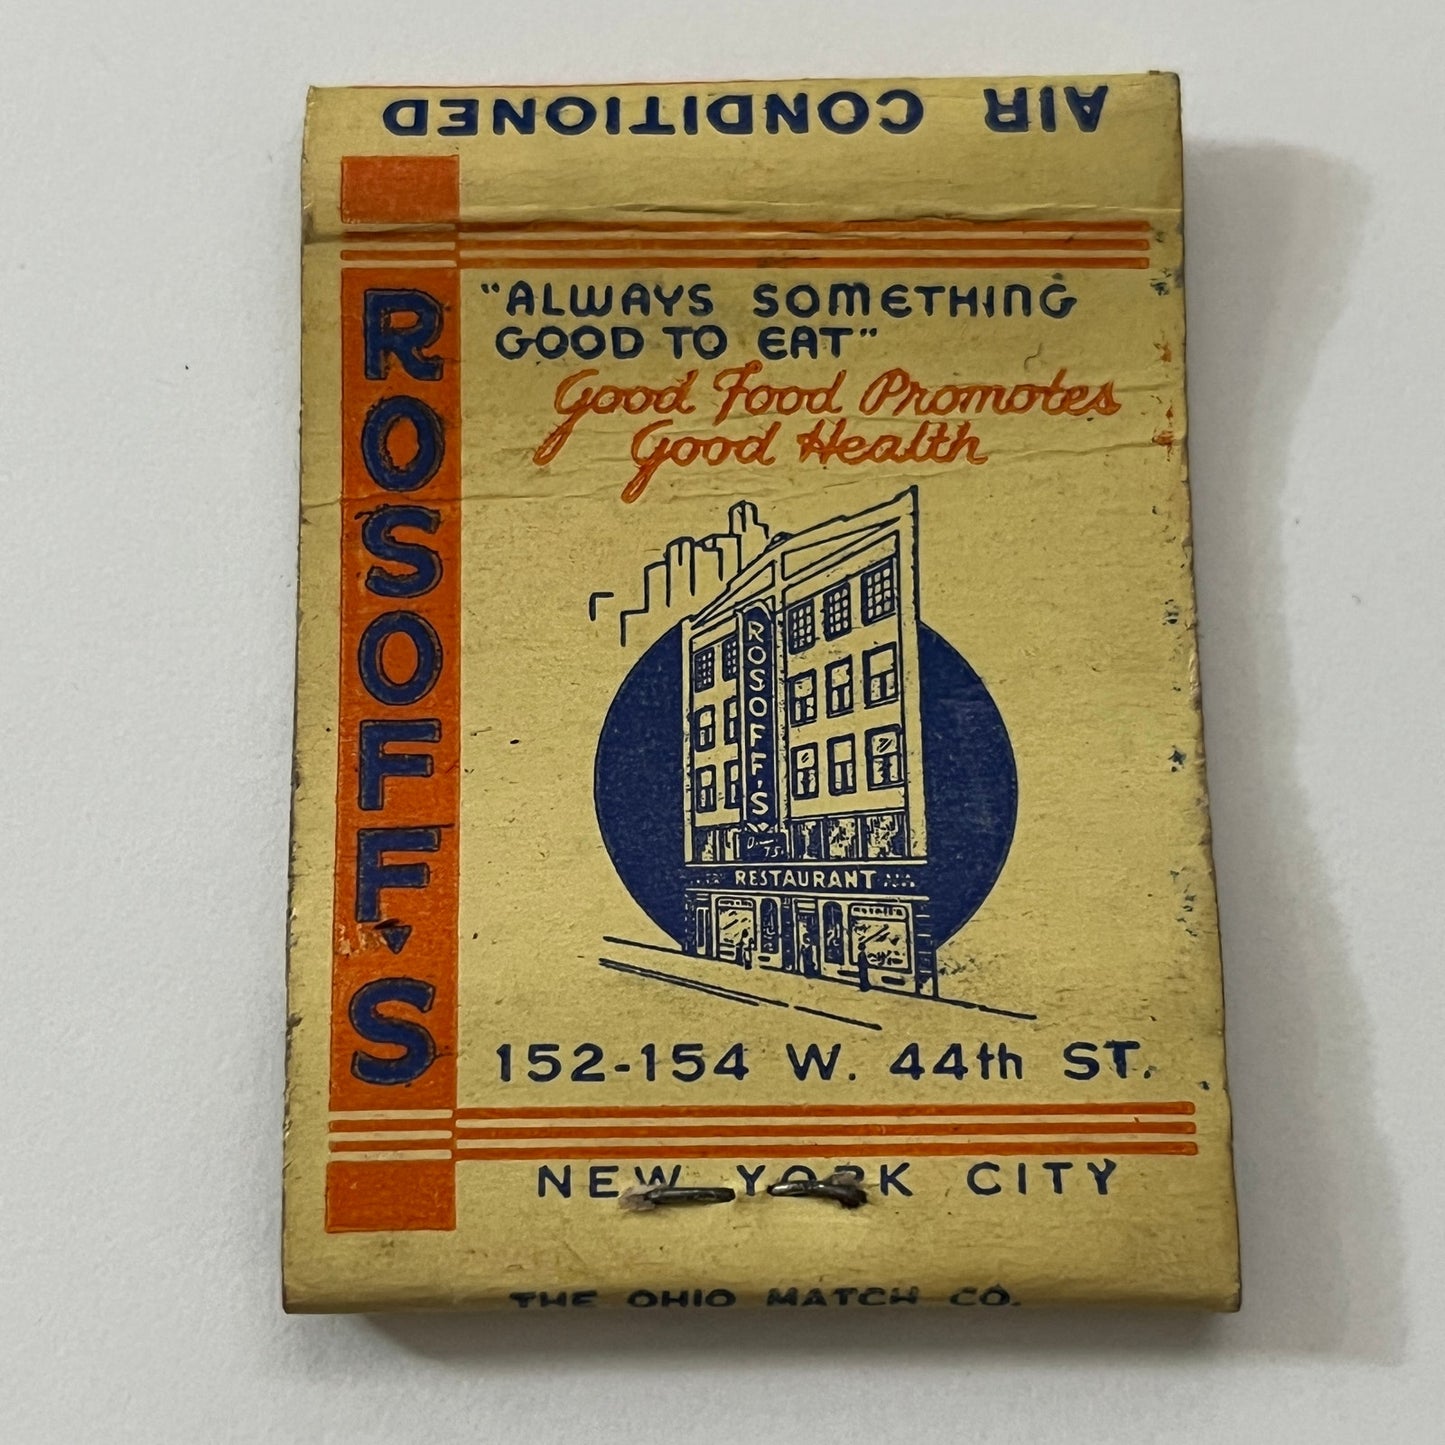 AIR CONDITIONED
ROSOFF'S
"ALWAYS SOMETHING
GOOD TO EAT"
Good Food Promotes
Good Health
ROSOFF'S
RESTAURANT
152-154 W. 44th ST.
NEW YORK CITY
THE OHIO MATCH CO.